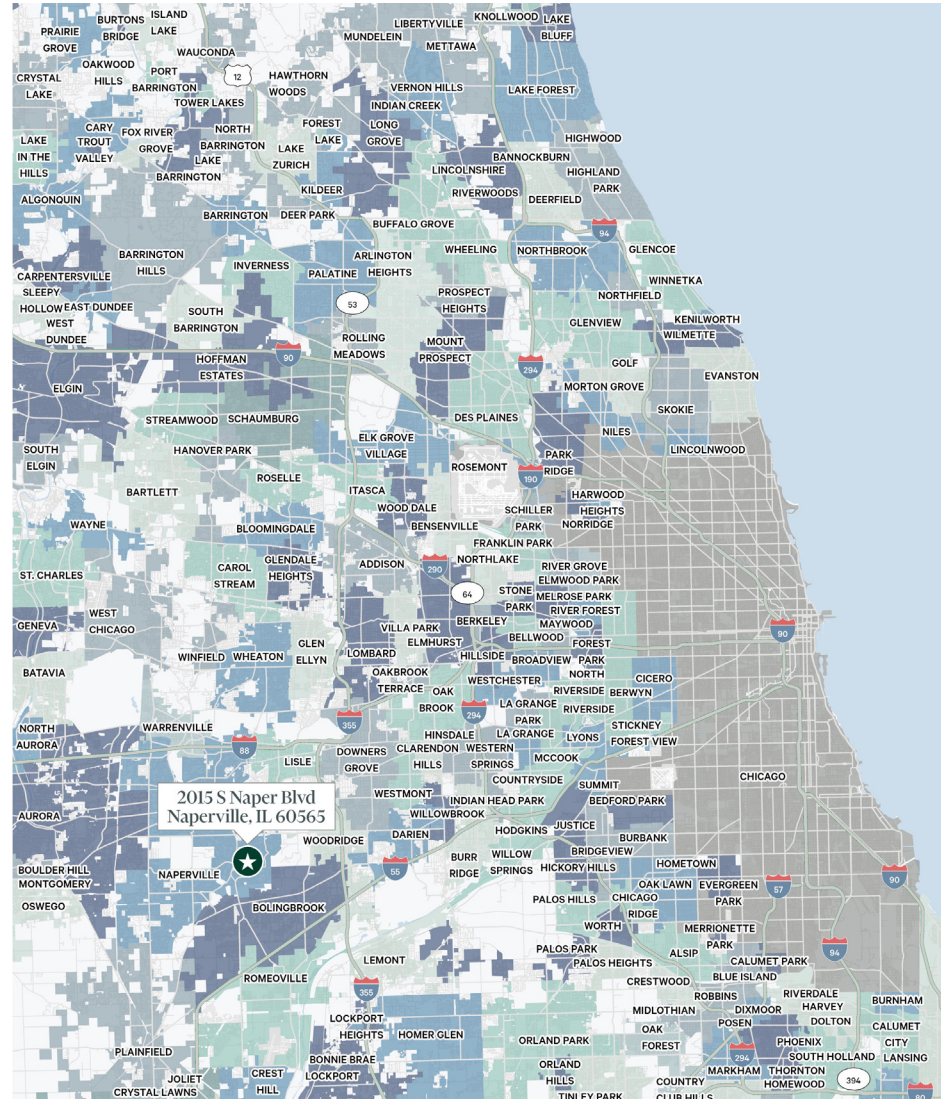 KNOLLWOOD
LAKE
BLUFF
ISLAND
LAKE
BURTONS
BRIDGE
LIBERTYVILLE
PRAIRIE
GROVE
MUNDELEIN
METTAWA
WAUCONDA
OAKWOOD
HILLS
PORT
BARRINGTON
12
HAWTHORN
WOODS
CRYSTAL
LAKE
VERNON HILLS
LAKE FOREST
TOWER LAKES
INDIAN CREEK
CARY
TROUT
VALLEY
FOX RIVER
GROVE
NORTH
BARRINGTON
FOREST
LAKE
LONG
GROVE
HIGHWOOD
LAKE
IN THE
HILLS
LAKE
ZURICH
LAKE
BARRINGTON
BANNOCKBURN
LINCOLNSHIRE
HIGHLAND
PARK
KILDEER
RIVERWOODS
DEERFIELD
ALGONQUIN
BARRINGTON
DEER PARK
BUFFALO GROVE
94
BARRINGTON
HILLS
INVERNESS
PALATINE
ARLINGTON
HEIGHTS
WHEELING
NORTHBROOK
GLENCOE
CARPENTERSVILLE
SLEEPY
HOLLOW
EAST DUNDEE
WEST
DUNDEE
WINNETKA
NORTHFIELD
53
PROSPECT
HEIGHTS
SOUTH
BARRINGTON
GLENVIEW
KENILWORTH
WILMETTE
ROLLING
MEADOWS
MOUNT
PROSPECT
90
HOFFMAN
ESTATES
294
GOLF
EVANSTON
ELGIN
MORTON GROVE
SKOKIE
STREAMWOOD
SCHAUMBURG
DES PLAINES
NILES
ELK GROVE
VILLAGE
SOUTH
ELGIN
HANOVER PARK
LINCOLNWOOD
PARK
RIDGE
ROSEMONT
190
BARTLETT
ROSELLE
ITASCA
HARWOOD
HEIGHTS
WOOD DALE
SCHILLER
PARK
NORRIDGE
WAYNE
BLOOMINGDALE
BENSENVILLE
FRANKLIN PARK
NORTHLAKE
ST. CHARLES
CAROL
STREAM
GLENDALE
HEIGHTS
ADDISON
290
RIVER GROVE
ELMWOOD PARK
64
STONE
PARK
MELROSE PARK
RIVER FOREST
MAYWOOD
GENEVA
WEST
CHICAGO
BERKELEY
VILLA PARK
ELMHURST
BELLWOOD
90
WINFIELD
WHEATON
GLEN
ELLYN
LOMBARD
HILLSIDE
BROADVIEW
FOREST
PARK
BATAVIA
OAKBROOK
TERRACE
WESTCHESTER
NORTH
RIVERSIDE
CICERO
BERWYN
OAK
BROOK
LA GRANGE
PARK
RIVERSIDE
NORTH
AURORA
WARRENVILLE
355
294
STICKNEY
88
HINSDALE
LA GRANGE
LYONS
FOREST VIEW
LISLE
DOWNERS
GROVE
CLARENDON
HILLS
WESTERN
SPRINGS
MCCOOK
COUNTRYSIDE
CHICAGO
SUMMIT
2015 S Naper Blvd
Naperville, IL 60565
WESTMONT
INDIAN HEAD PARK
BEDFORD PARK
AURORA
WILLOWBROOK
WOODRIDGE
DARIEN
HODGKINS
JUSTICE
BURBANK
BRIDGEVIEW
BOULDER HILL
MONTGOMERY
NAPERVILLE
55
BURR
RIDGE
WILLOW
SPRINGS
HICKORY HILLS
HOMETOWN
90
OSWEGO
BOLINGBROOK
PALOS HILLS
CHICAGO
RIDGE
OAK LAWN
EVERGREEN
PARK
57
WORTH
MERRIONETTE
PARK
LEMONT
PALOS PARK
PALOS HEIGHTS
ALSIP
CALUMET PARK
94
ROMEOVILLE
CRESTWOOD
BLUE ISLAND
355
ROBBINS
RIVERDALE
BURNHAM
LOCKPORT
HEIGHTS
HOMER GLEN
MIDLOTHIAN
DIXMOOR
HARVEY
POSEN
DOLTON
CALUMET
CITY
OAK
FOREST
PLAINFIELD
ORLAND PARK
PHOENIX
294
SOUTH HOLLAND
LANSING
BONNIE BRAE
LOCKPORT
ORLAND
HILLS
MARKHAM
THORNTON
JOLIET
CREST
HILL
COUNTRY
CLUB HILLS
HOMEWOOD
394
CRYSTAL LAWNS
TINLEY PARK
80